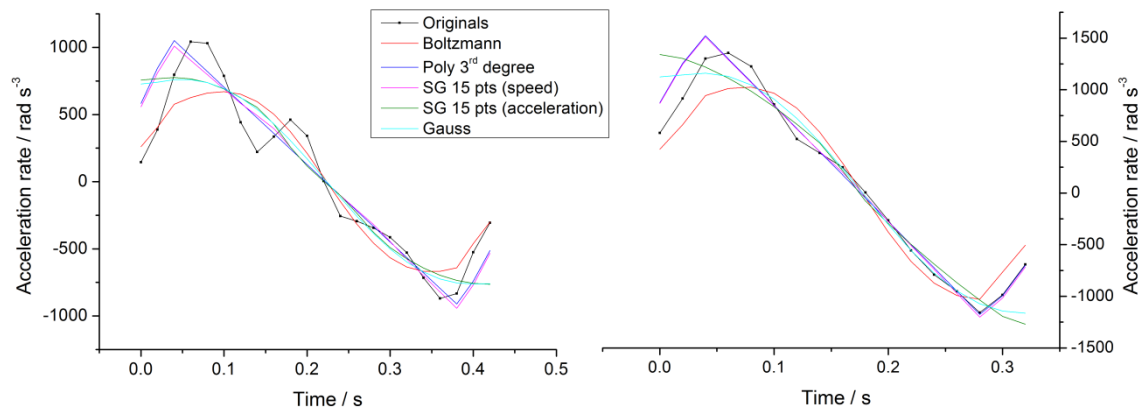 Acceleration rate / rad s⁻³
1000
500
0
-500
-1000
0.0 0.1 0.2 0.3 0.4 0.5
Time / s
Originals
Boltzmann
Poly 3ʳᵈ degree
SG 15 pts (speed)
SG 15 pts (acceleration)
Gauss
0.0 0.1 0.2 0.3
Time / s
1500
1000
500
0
-500
-1000
-1500
Acceleration rate / rad s⁻³